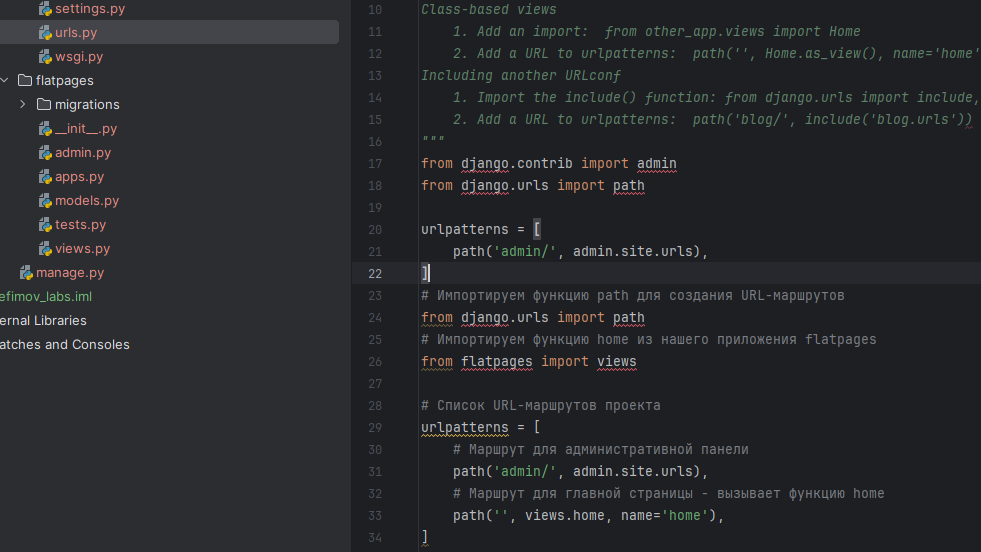 settings.py
urls.py
wsgi.py
flatpages
migrations
__init__.py
admin.py
apps.py
models.py
tests.py
views.py
manage.py
efimov_labs.iml
ernal Libraries
atches and Consoles
10 Class-based views
11     1. Add an import:  from other_app.views import Home
12     2. Add a URL to urlpatterns:  path('', Home.as_view(), name='home'
13 Including another URLconf
14     1. Import the include() function: from django.urls import include,
15     2. Add a URL to urlpatterns:  path('blog/', include('blog.urls'))
16 """
17 from django.contrib import admin
18 from django.urls import path
19
20 urlpatterns = [
21     path('admin/', admin.site.urls),
22 ]
23 # Импортируем функцию path для создания URL-маршрутов
24 from django.urls import path
25 # Импортируем функцию home из нашего приложения flatpages
26 from flatpages import views
27
28 # Список URL-маршрутов проекта
29 urlpatterns = [
30     # Маршрут для административной панели
31     path('admin/', admin.site.urls),
32     # Маршрут для главной страницы - вызывает функцию home
33     path('', views.home, name='home'),
34 ]